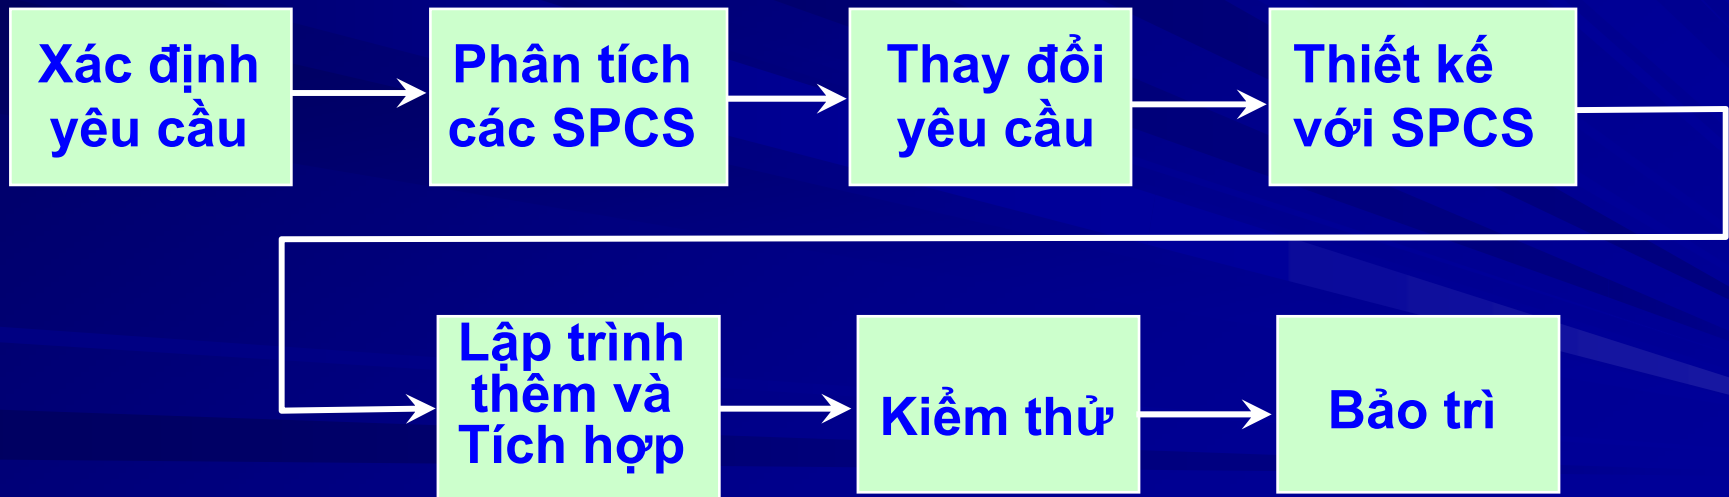 Xác định
yêu cầu
Phân tích
các SPCS
Thay đổi
yêu cầu
Thiết kế
với SPCS
Lập trình
thêm và
Tích hợp
Kiểm thử
Bảo trì